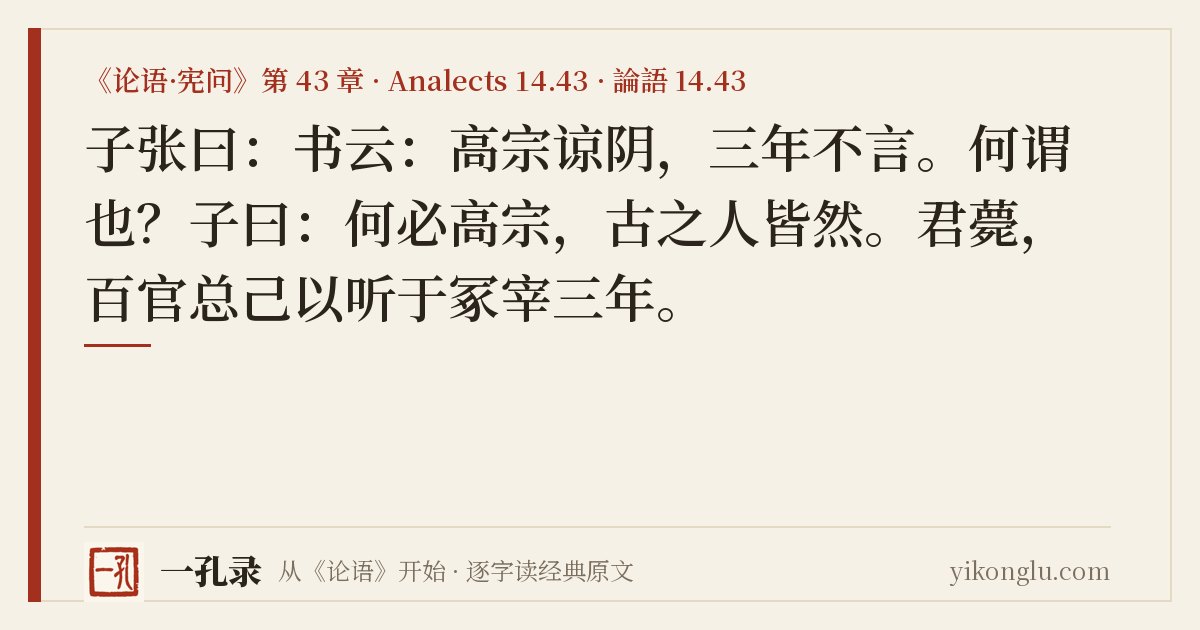 《论语·宪问》第 43 章 · Analects 14.43 · 論語 14.43
子张曰：书云：高宗谅阴，三年不言。何谓
也？子曰：何必高宗，古之人皆然。君薨，
百官总己以听于冢宰三年。
一孔
一孔录 从《论语》开始 · 逐字读经典原文 yikonglu.com